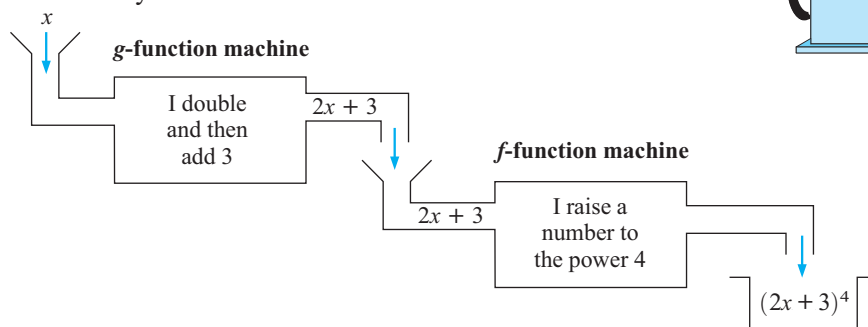 x
g-function machine
I double
and then
add 3
2x + 3
f-function machine
2x + 3
I raise a
number to
the power 4
(2x + 3)⁴